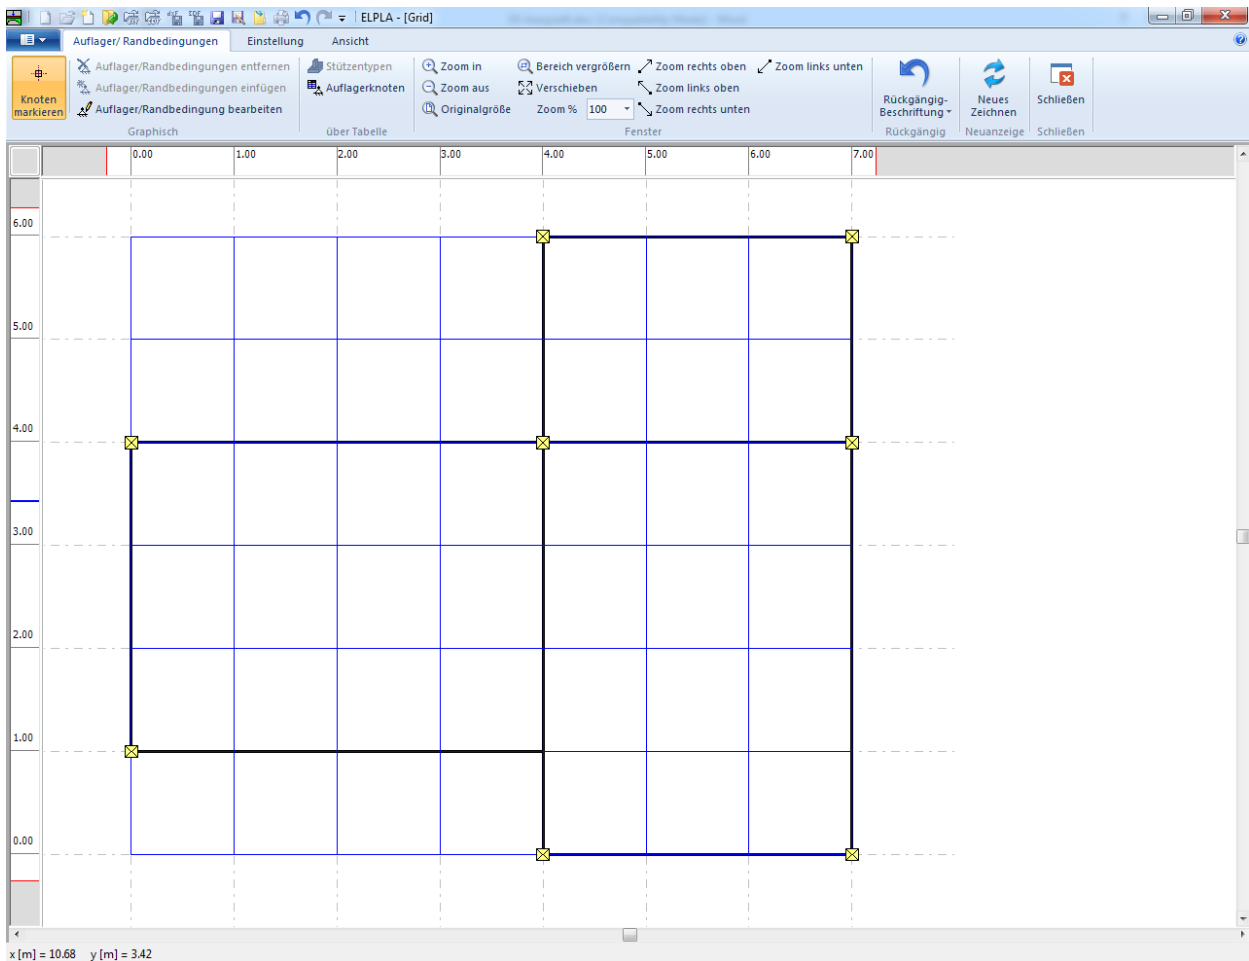 ELPLA - [Grid]
Auflager/ Randbedingungen Einstellung Ansicht
Knoten markieren
Auflager/Randbedingungen entfernen
Auflager/Randbedingungen einfügen
Auflager/Randbedingung bearbeiten
Graphisch
Stützentypen
Auflagerknoten
über Tabelle
Zoom in
Zoom aus
Originalgröße
Bereich vergrößern
Verschieben
Zoom % 100
Zoom rechts oben
Zoom links oben
Zoom rechts unten
Zoom links unten
Fenster
Rückgängig-
Beschriftung
Rückgängig
Neues
Zeichnen
Neuanzeige
Schließen
Schließen
0.00 1.00 2.00 3.00 4.00 5.00 6.00 7.00
6.00
5.00
4.00
3.00
2.00
1.00
0.00
x [m] = 10.68 y [m] = 3.42